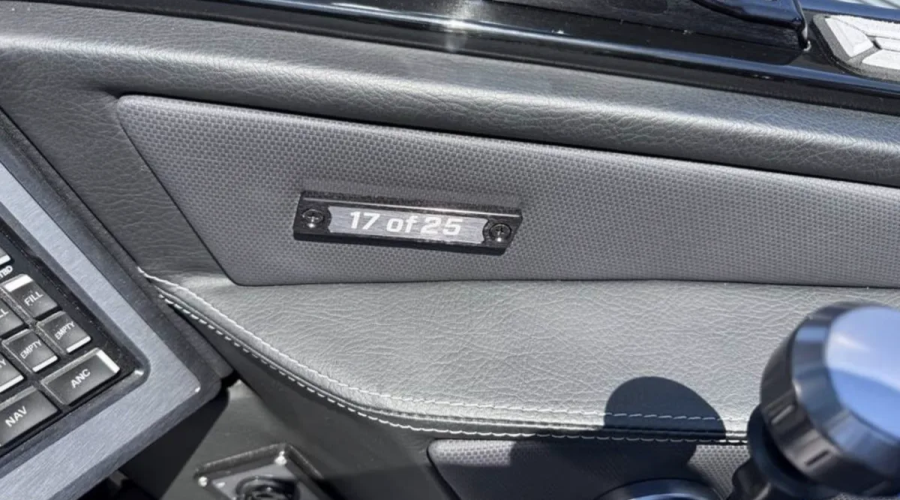 17 of 25
FILL
EMPTY
EMPTY
ANC
NAV